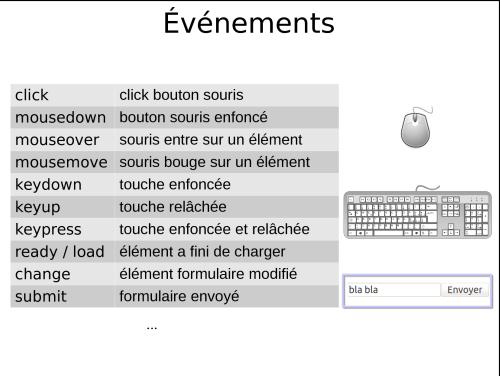 Événements
click click bouton souris
mousedown bouton souris enfoncé
mouseover souris entre sur un élément
mousemove souris bouge sur un élément
keydown touche enfoncée
keyup touche relâchée
keypress touche enfoncée et relâchée
ready / load élément a fini de charger
change élément formulaire modifié
submit formulaire envoyé
...
bla bla Envoyer